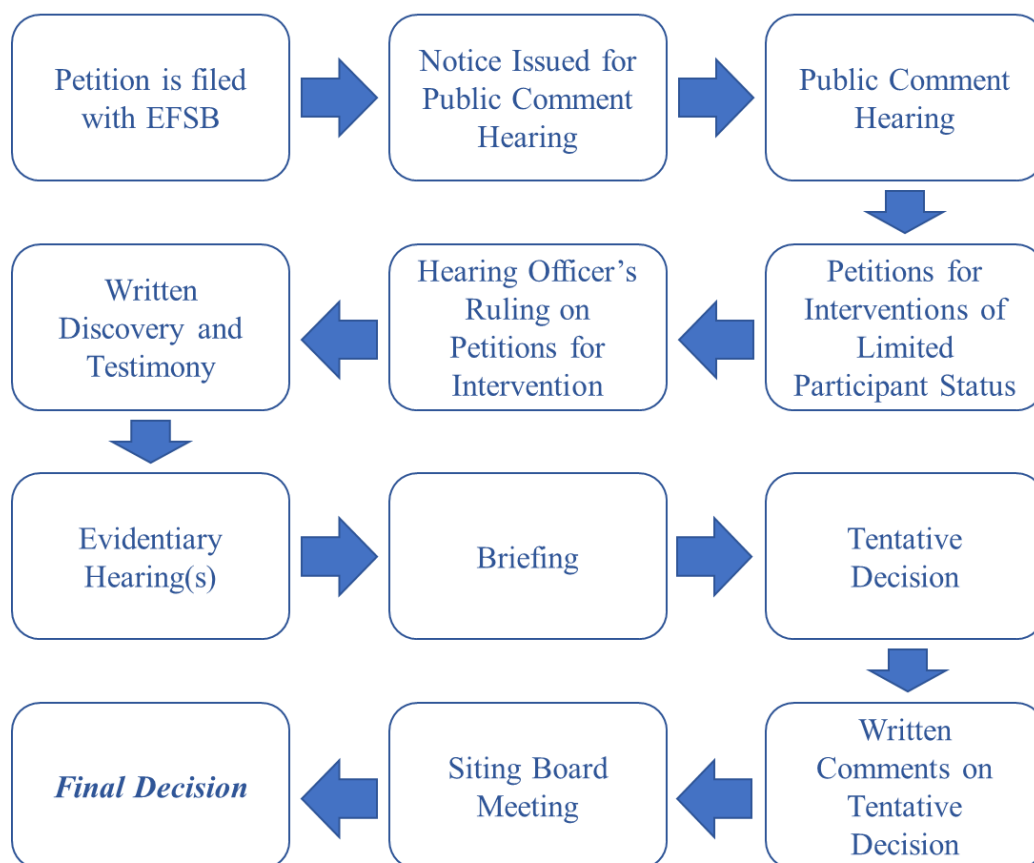 Petition is filed
with EFSB
Notice Issued for
Public Comment
Hearing
Public Comment
Hearing
Petitions for
Interventions of
Limited
Participant Status
Hearing Officer's
Ruling on
Petitions for
Intervention
Written
Discovery and
Testimony
Evidentiary
Hearing(s)
Briefing
Tentative
Decision
Written
Comments on
Tentative
Decision
Siting Board
Meeting
Final Decision